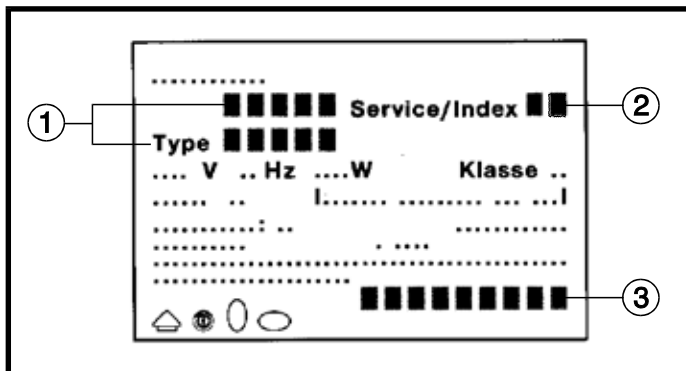 ............
① ■■■■■ Service/Index ■■ ②
Type ■■■■■
.... V .. Hz ....W Klasse ..
...... .. I....... ......... ... ...I
...........: .. ............
.......... . ....
..................................................
........................
■■■■■■■■■ ③